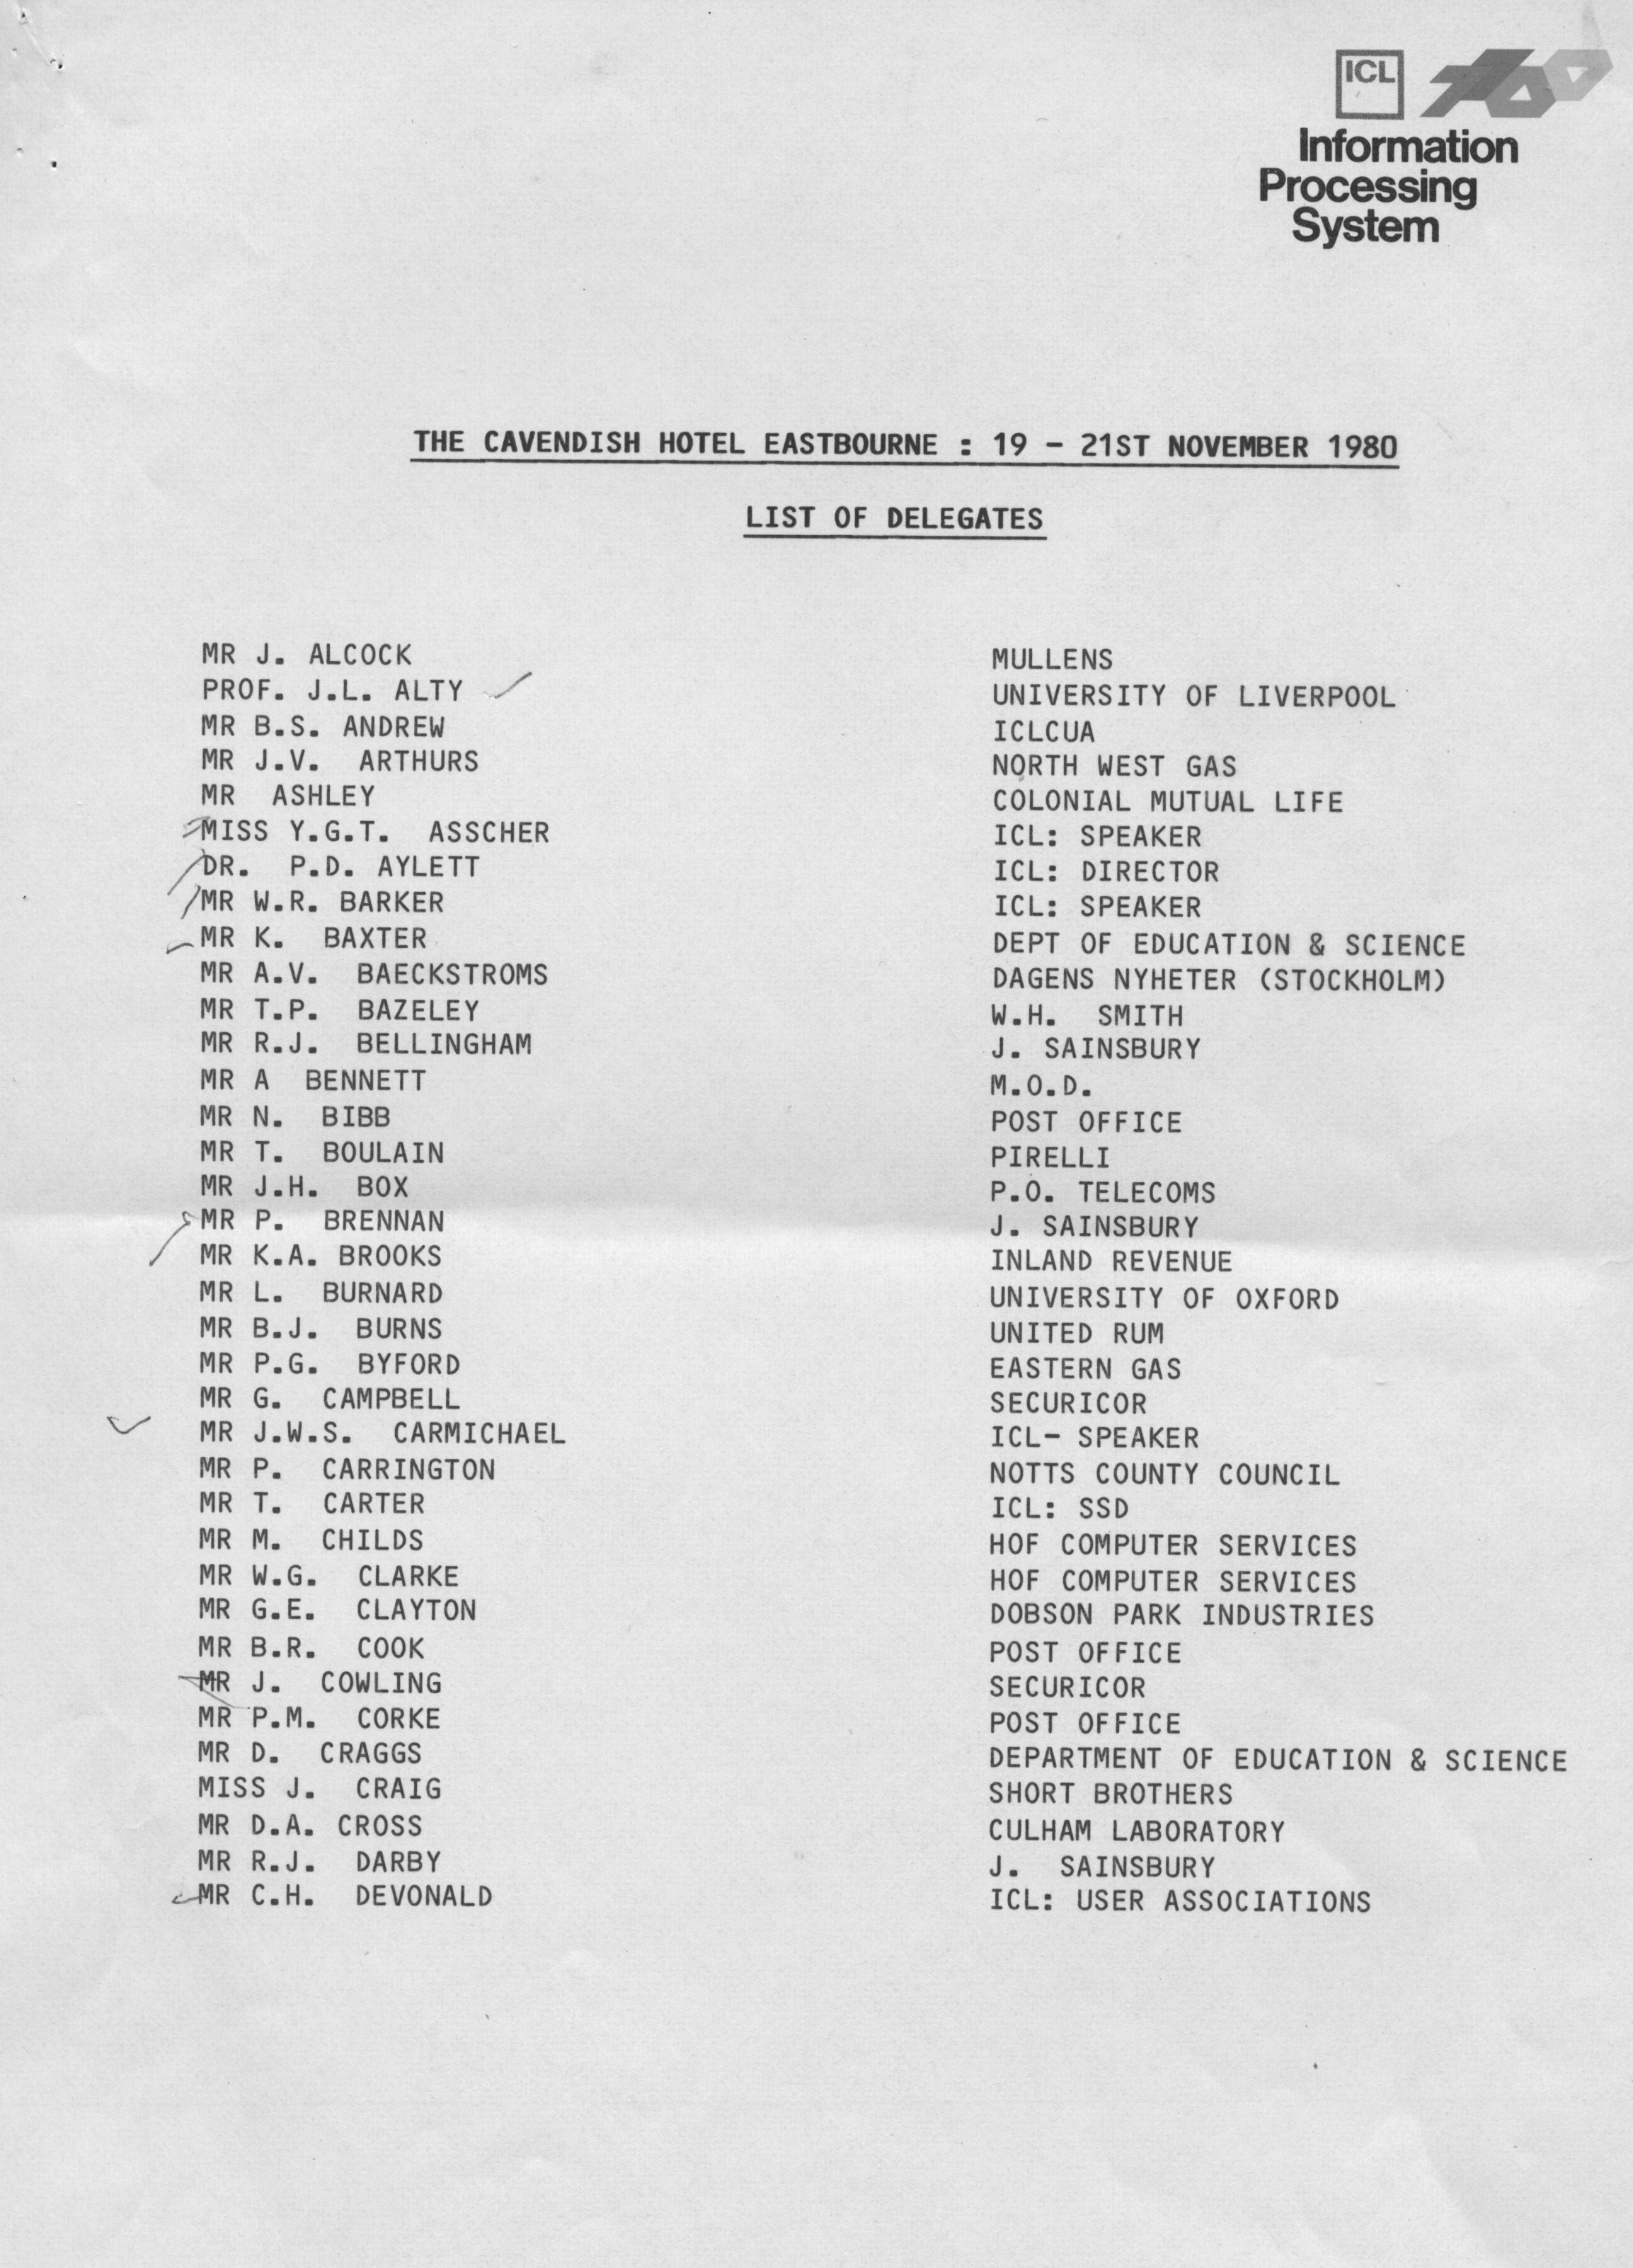 ICL
Information
Processing
System
THE CAVENDISH HOTEL EASTBOURNE : 19 - 21ST NOVEMBER 1980
LIST OF DELEGATES
MR J. ALCOCK MULLENS
PROF. J.L. ALTY UNIVERSITY OF LIVERPOOL
MR B.S. ANDREW ICLCUA
MR J.V. ARTHURS NORTH WEST GAS
MR ASHLEY COLONIAL MUTUAL LIFE
MISS Y.G.T. ASSCHER ICL: SPEAKER
DR. P.D. AYLETT ICL: DIRECTOR
MR W.R. BARKER ICL: SPEAKER
MR K. BAXTER DEPT OF EDUCATION & SCIENCE
MR A.V. BAECKSTROMS DAGENS NYHETER (STOCKHOLM)
MR T.P. BAZELEY W.H. SMITH
MR R.J. BELLINGHAM J. SAINSBURY
MR A BENNETT M.O.D.
MR N. BIBB POST OFFICE
MR T. BOULAIN PIRELLI
MR J.H. BOX P.O. TELECOMS
MR P. BRENNAN J. SAINSBURY
MR K.A. BROOKS INLAND REVENUE
MR L. BURNARD UNIVERSITY OF OXFORD
MR B.J. BURNS UNITED RUM
MR P.G. BYFORD EASTERN GAS
MR G. CAMPBELL SECURICOR
MR J.W.S. CARMICHAEL ICL- SPEAKER
MR P. CARRINGTON NOTTS COUNTY COUNCIL
MR T. CARTER ICL: SSD
MR M. CHILDS HOF COMPUTER SERVICES
MR W.G. CLARKE HOF COMPUTER SERVICES
MR G.E. CLAYTON DOBSON PARK INDUSTRIES
MR B.R. COOK POST OFFICE
MR J. COWLING SECURICOR
MR P.M. CORKE POST OFFICE
MR D. CRAGGS DEPARTMENT OF EDUCATION & SCIENCE
MISS J. CRAIG SHORT BROTHERS
MR D.A. CROSS CULHAM LABORATORY
MR R.J. DARBY J. SAINSBURY
MR C.H. DEVONALD ICL: USER ASSOCIATIONS